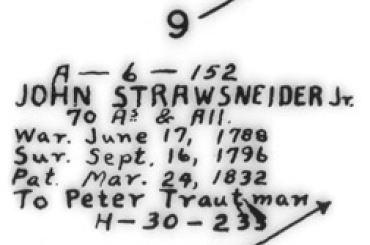 9
A - 6 - 152
JOHN STRAWSNEIDER Jr.
70 As & All.
War. June 17, 1788
Sur. Sept. 16, 1796
Pat. Mar. 24, 1832
To Peter Trautman
H - 30 - 233